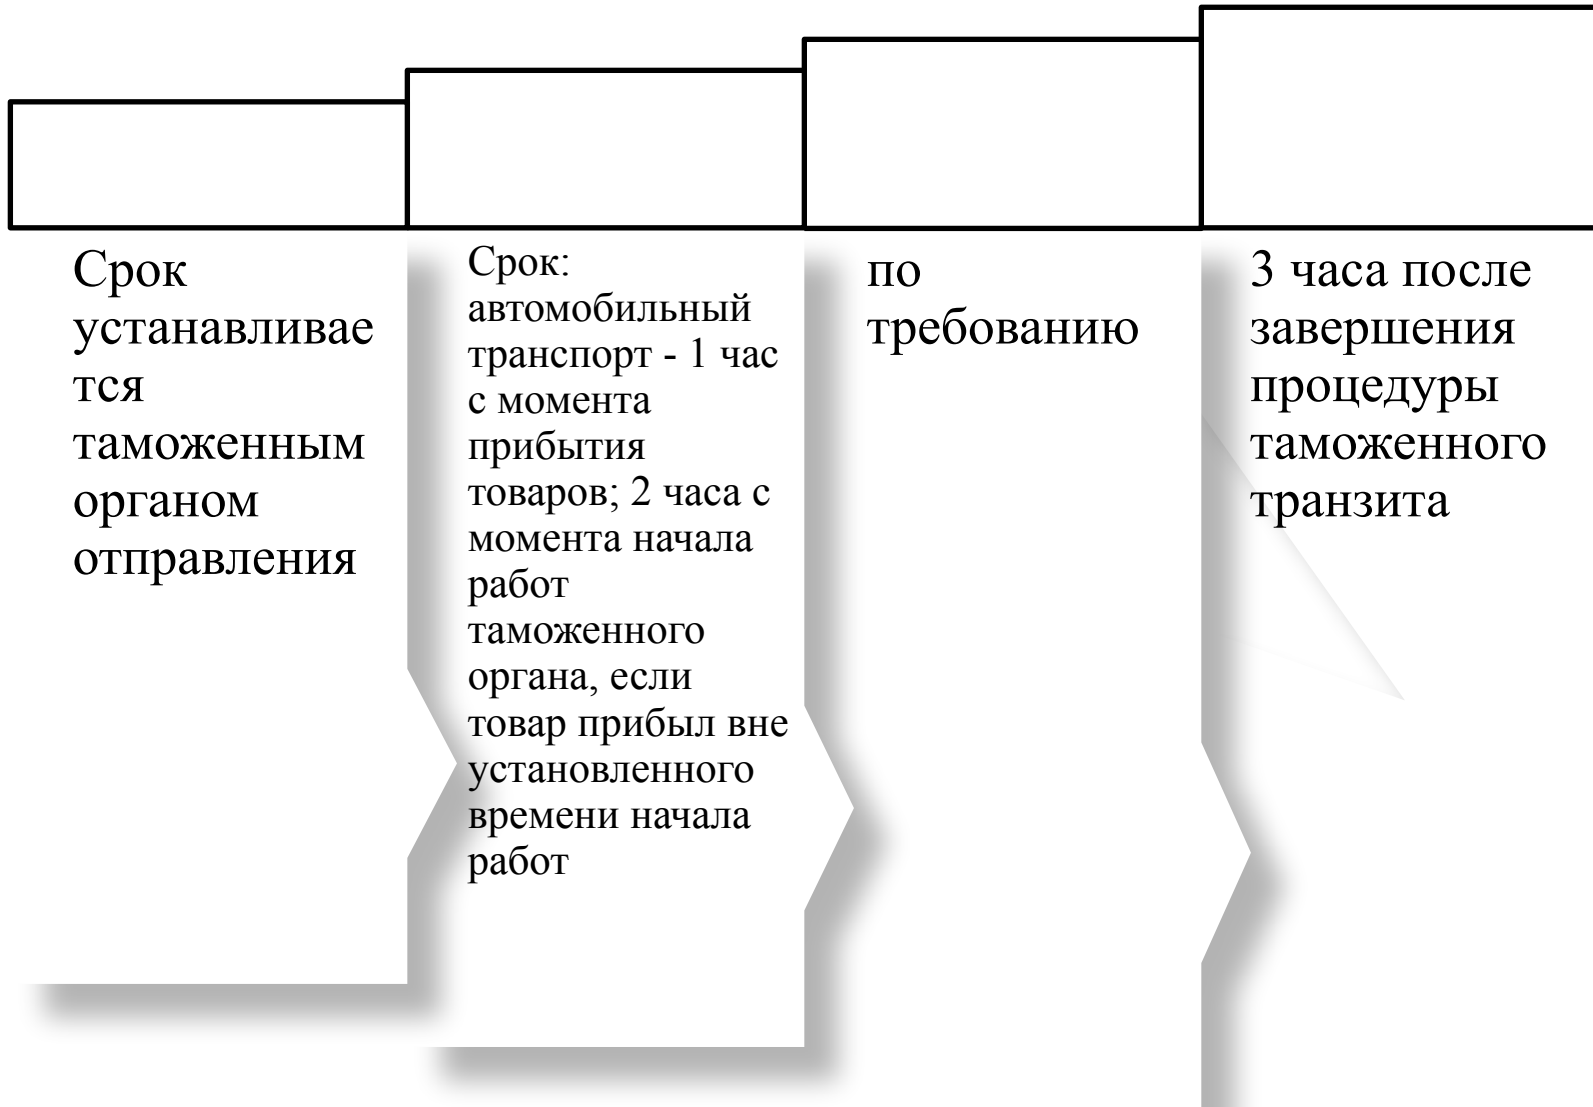 Срок
устанавливае
тся
таможенным
органом
отправления
Срок:
автомобильный
транспорт - 1 час
с момента
прибытия
товаров; 2 часа с
момента начала
работ
таможенного
органа, если
товар прибыл вне
установленного
времени начала
работ
по
требованию
3 часа после
завершения
процедуры
таможенного
транзита